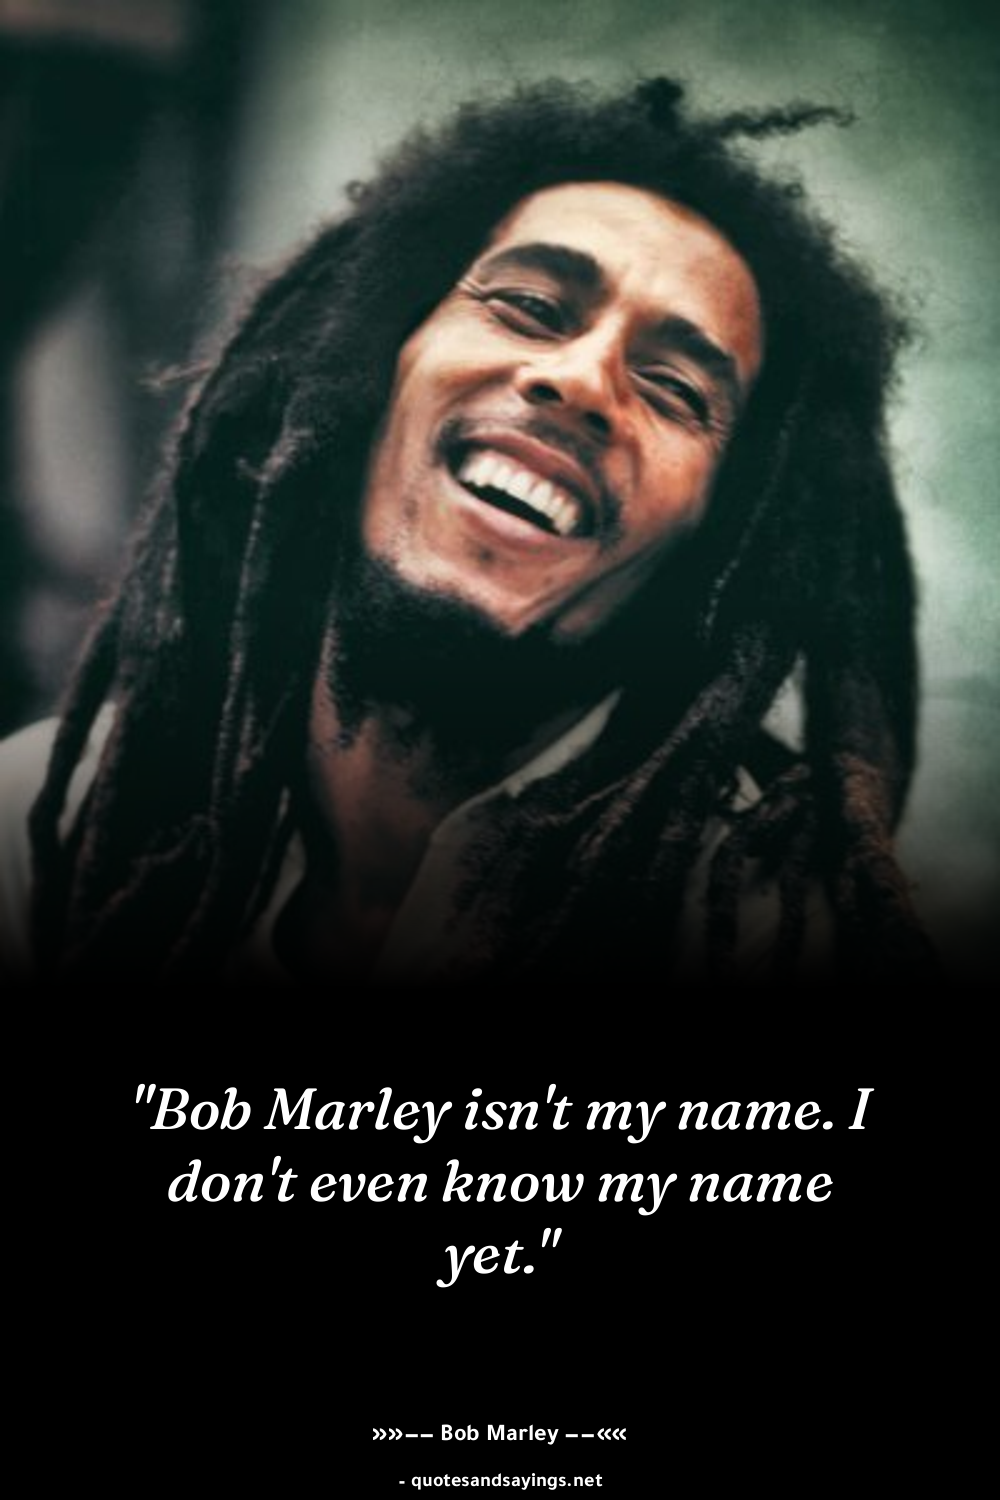 "Bob Marley isn't my name. I
don't even know my name
yet."
»»−− Bob Marley −−««
- quotesandsayings.net